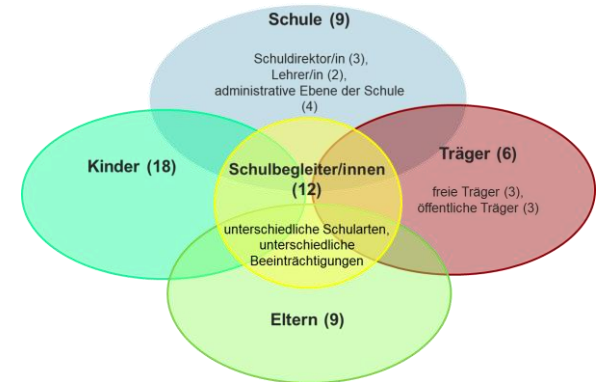 Schule (9)
Schuldirektor/in (3),
Lehrer/in (2),
administrative Ebene der Schule
(4)
Kinder (18)
Schulbegleiter/innen
(12)
unterschiedliche Schularten,
unterschiedliche
Beeinträchtigungen
Träger (6)
freie Träger (3),
öffentliche Träger (3)
Eltern (9)